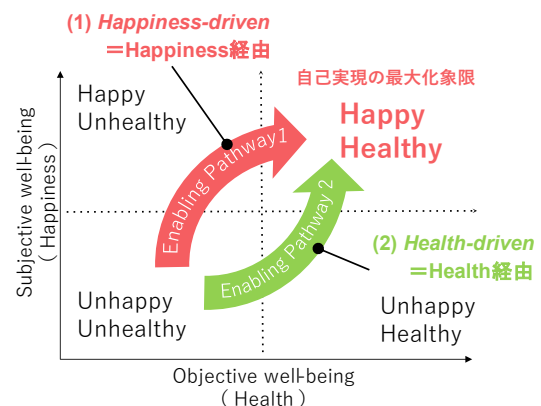 (1) Happiness-driven
＝Happiness経由
自己実現の最大化象限
Happy
Unhealthy
Happy
Healthy
Enabling Pathway 1
Enabling Pathway 2
Subjective well-being
（Happiness）
(2) Health-driven
＝Health経由
Unhappy
Unhealthy
Unhappy
Healthy
Objective well-being
（Health）